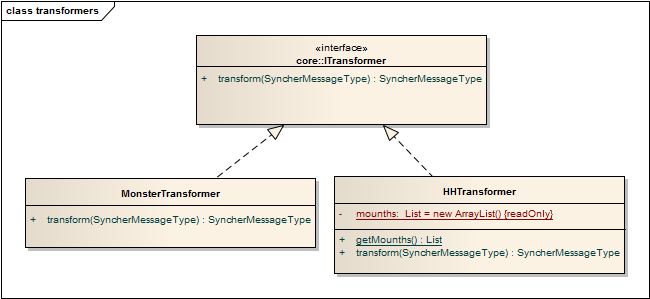 class transformers
«interface»
core::ITransformer
+ transform(SyncherMessageType) : SyncherMessageType
MonsterTransformer
+ transform(SyncherMessageType) : SyncherMessageType
HHTransformer
- mounths: List = new ArrayList() {readOnly}
+ getMounths() : List
+ transform(SyncherMessageType) : SyncherMessageType